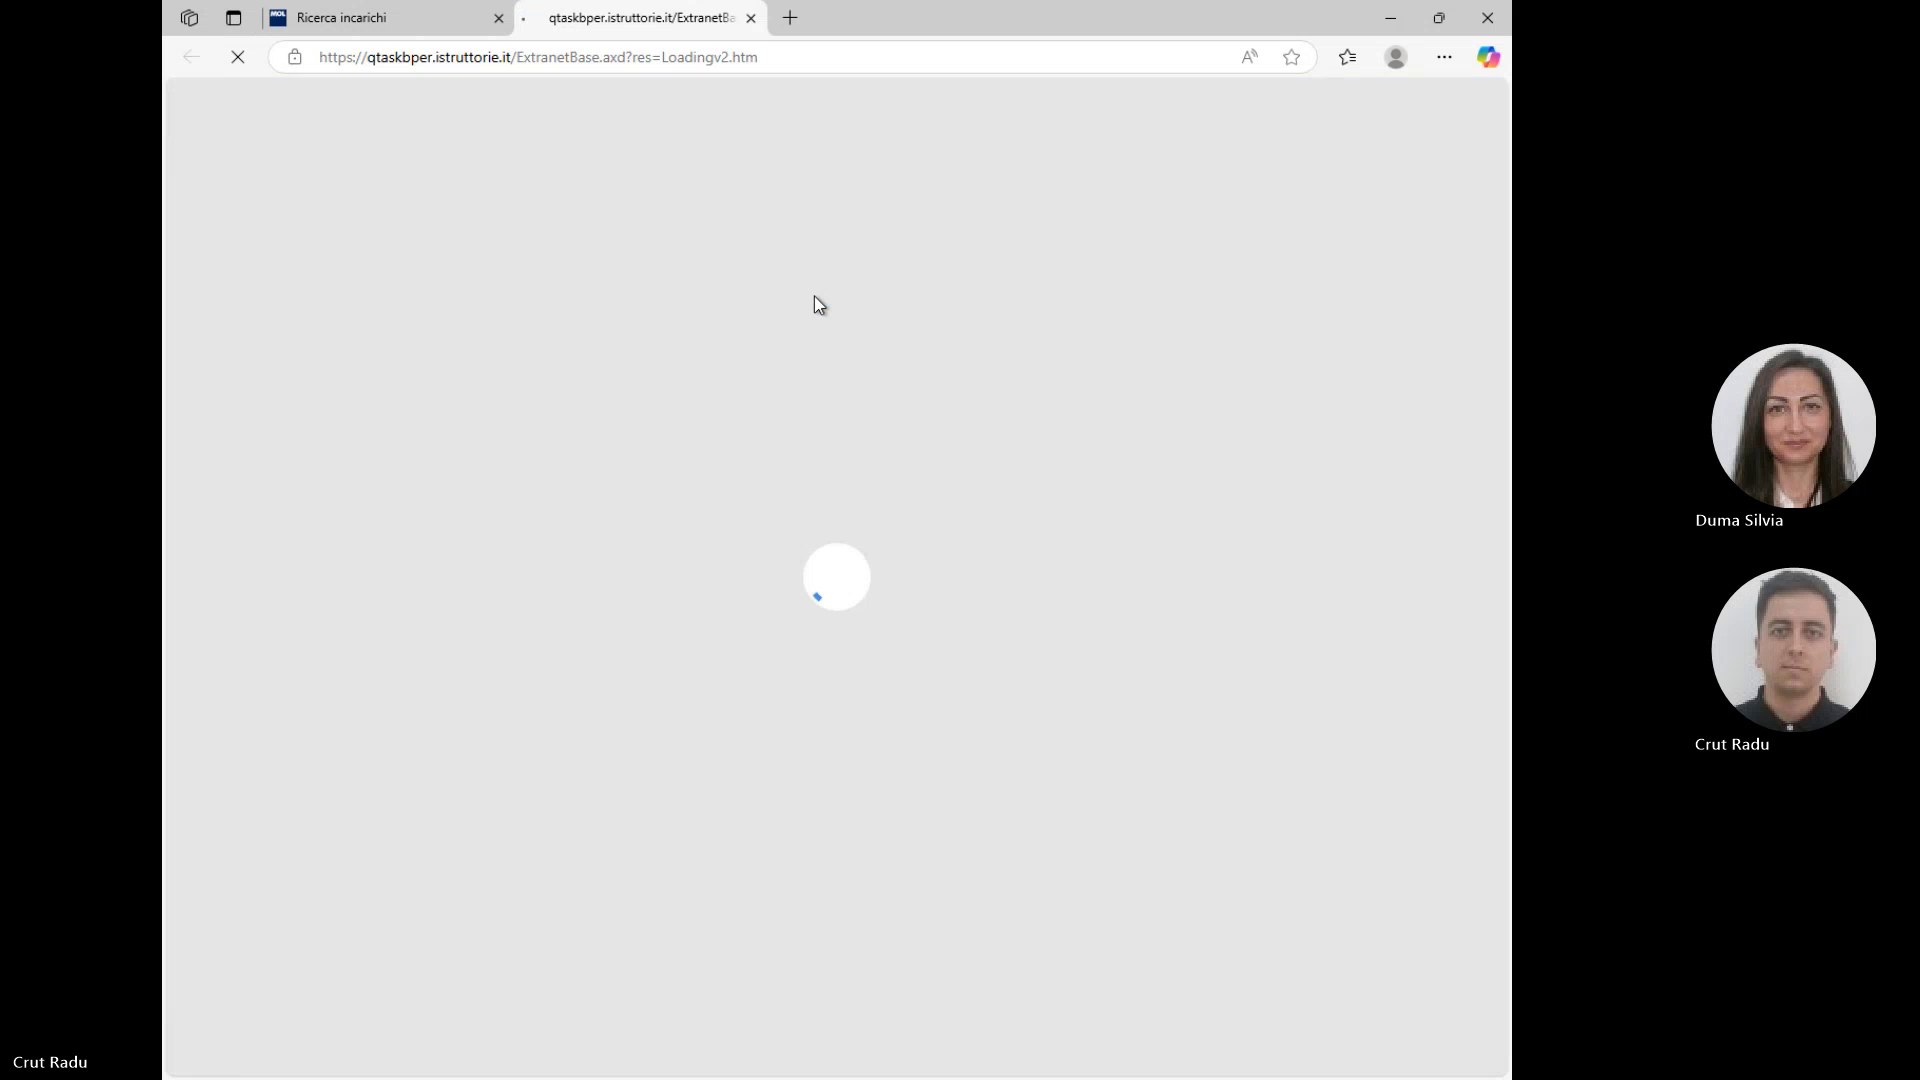 MOL
Ricerca incarichi
qtaskbper.istruttorie.it/ExtranetBa
https://qtaskbper.istruttorie.it/ExtranetBase.axd?res=Loadingv2.htm
Duma Silvia
Crut Radu
Crut Radu